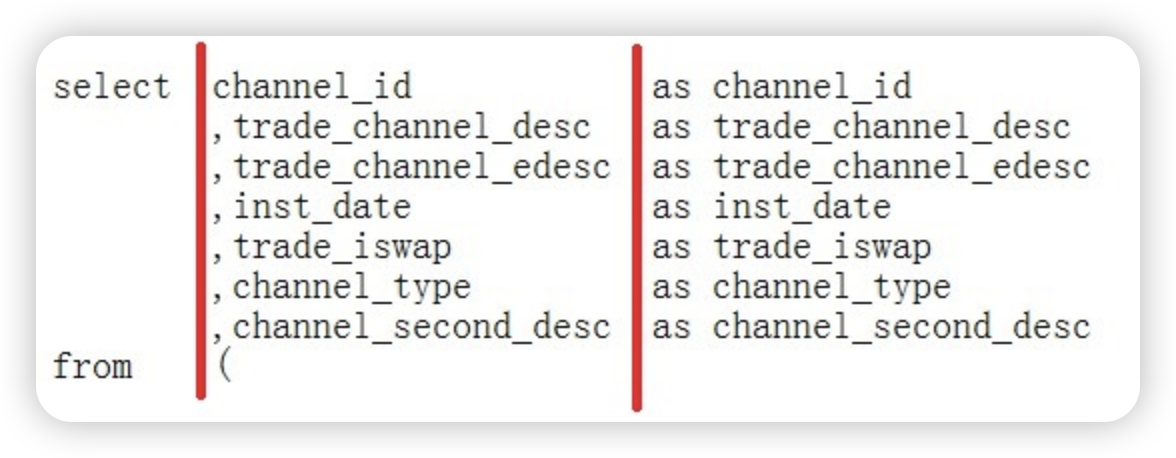 select  channel_id            as channel_id
        ,trade_channel_desc   as trade_channel_desc
        ,trade_channel_edesc  as trade_channel_edesc
        ,inst_date            as inst_date
        ,trade_iswap          as trade_iswap
        ,channel_type         as channel_type
        ,channel_second_desc  as channel_second_desc
from    (